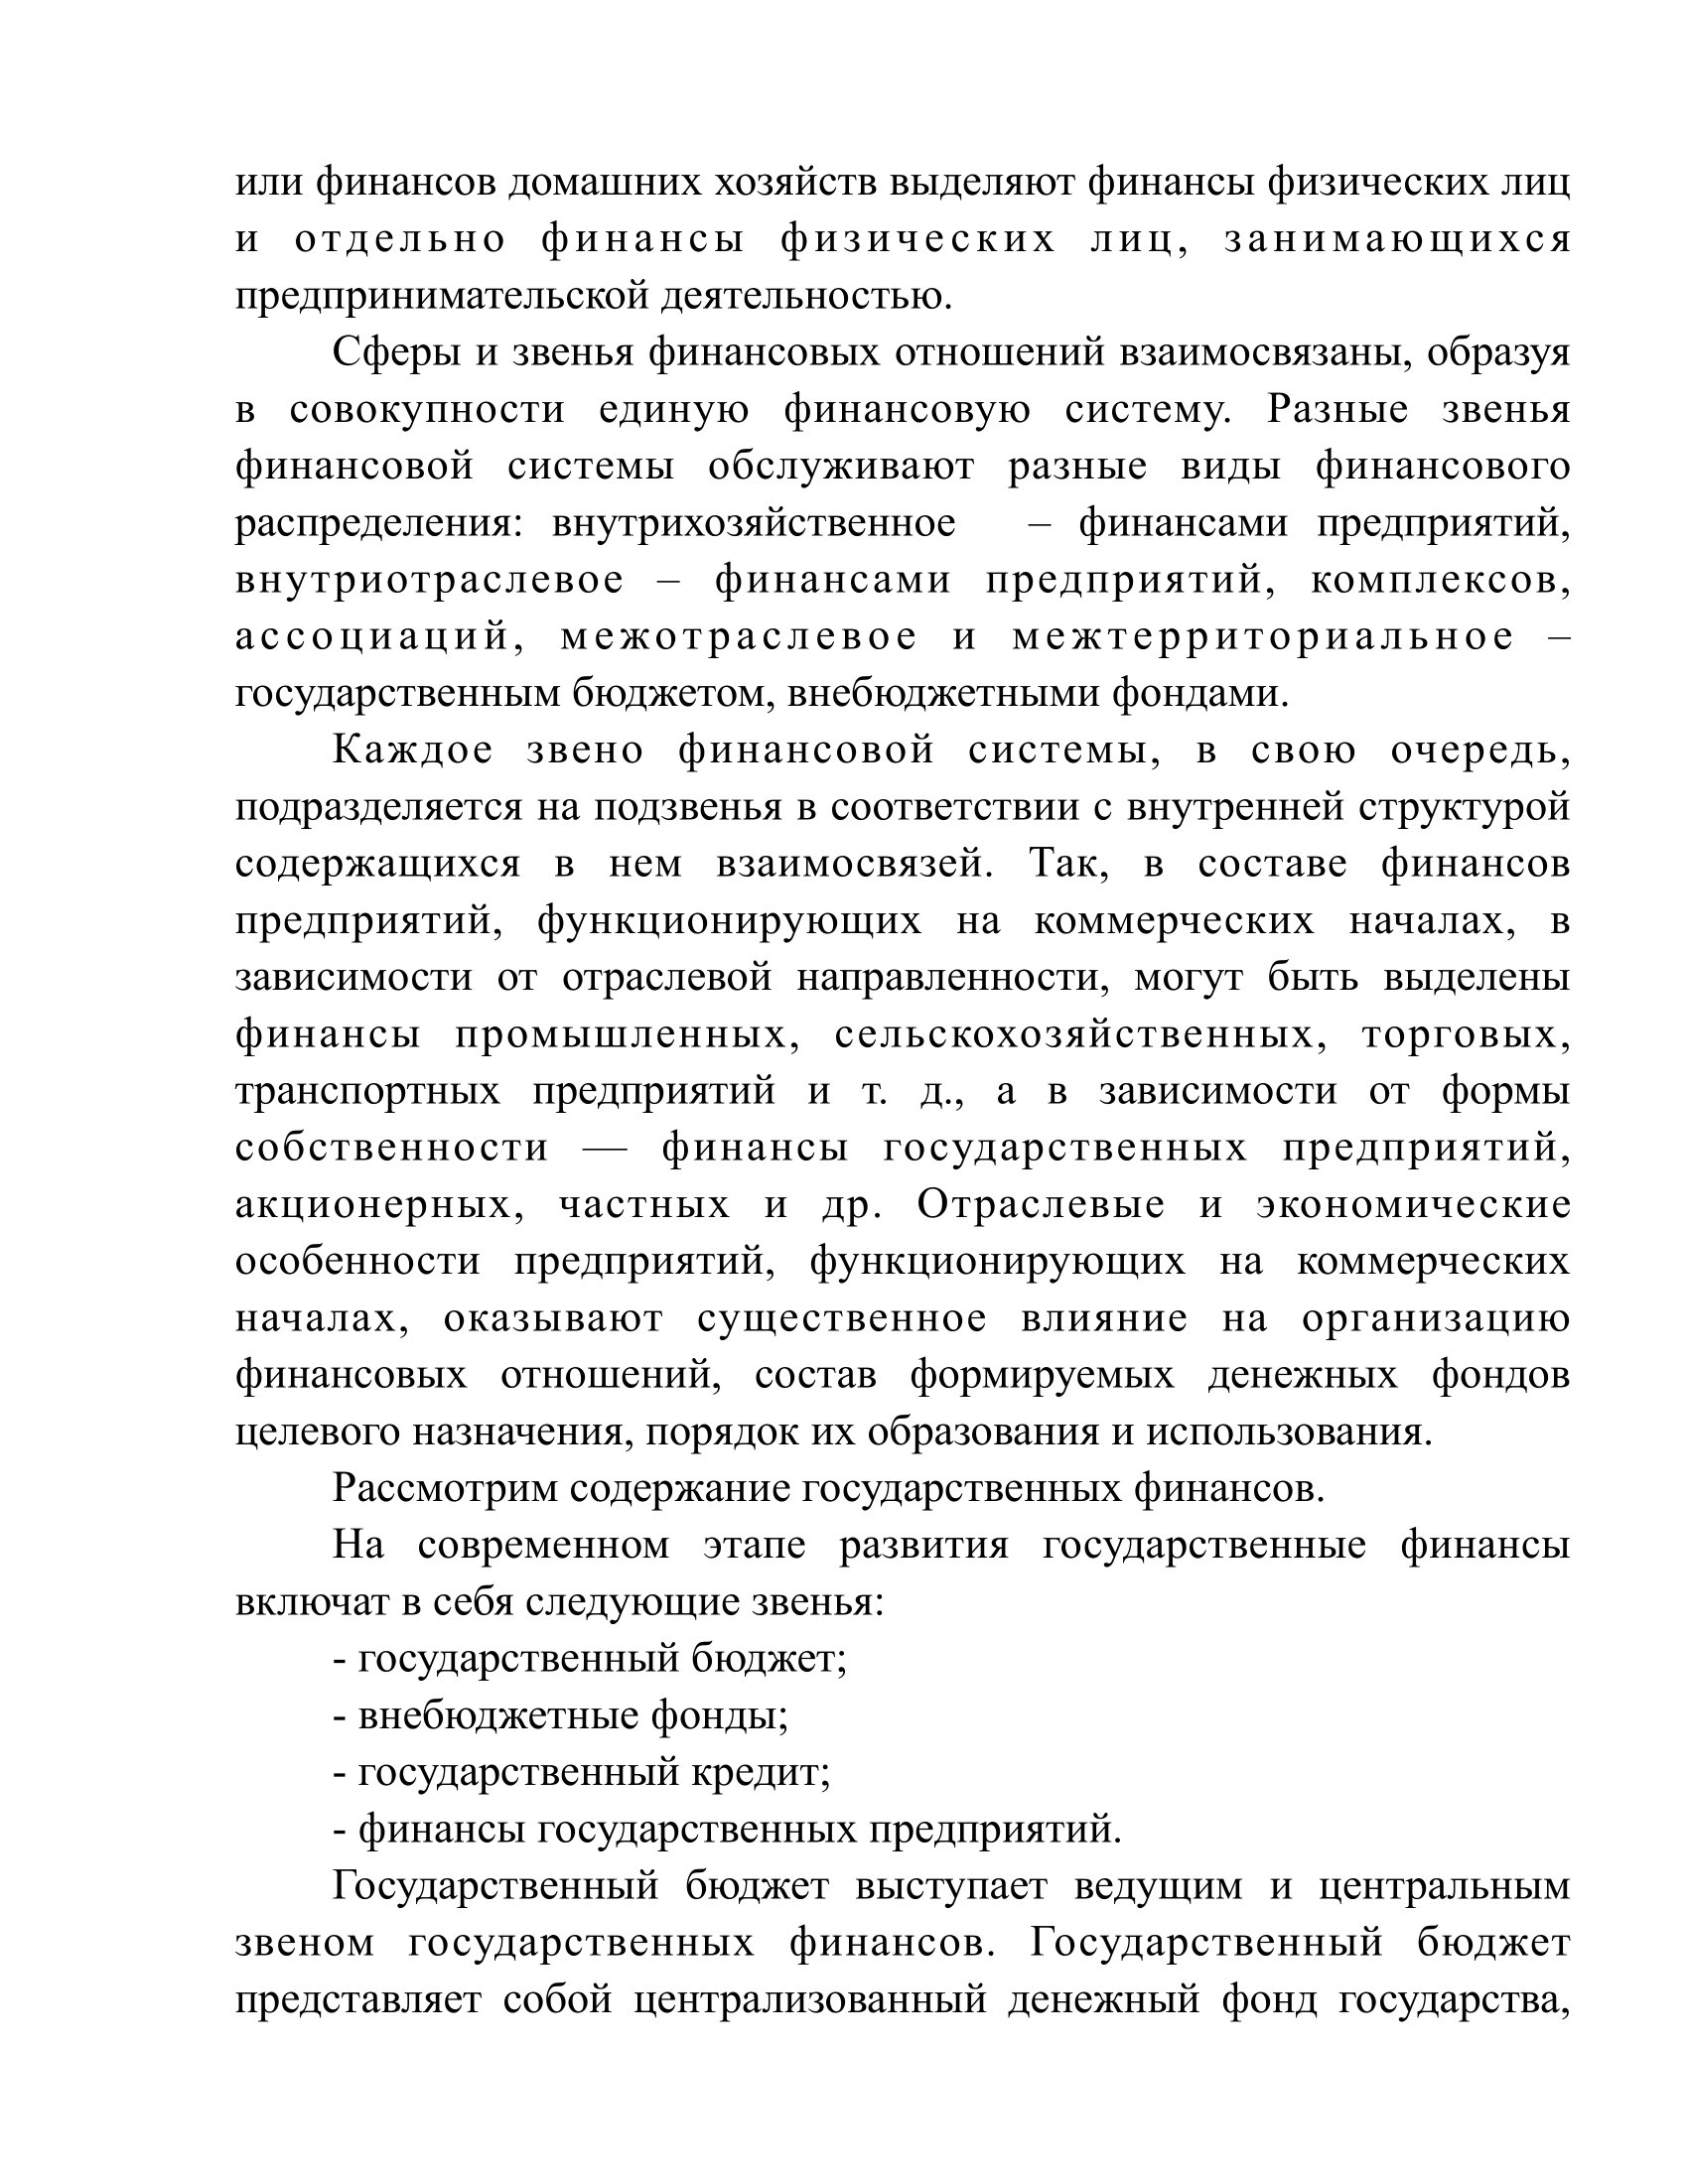 или финансов домашних хозяйств выделяют финансы физических лиц
и отдельно финансы физических лиц, занимающихся
предпринимательской деятельностью.
Сферы и звенья финансовых отношений взаимосвязаны, образуя
в совокупности единую финансовую систему. Разные звенья
финансовой системы обслуживают разные виды финансового
распределения: внутрихозяйственное – финансами предприятий,
внутриотраслевое – финансами предприятий, комплексов,
ассоциаций, межотраслевое и межтерриториальное –
государственным бюджетом, внебюджетными фондами.
Каждое звено финансовой системы, в свою очередь,
подразделяется на подзвенья в соответствии с внутренней структурой
содержащихся в нем взаимосвязей. Так, в составе финансов
предприятий, функционирующих на коммерческих началах, в
зависимости от отраслевой направленности, могут быть выделены
финансы промышленных, сельскохозяйственных, торговых,
транспортных предприятий и т. д., а в зависимости от формы
собственности — финансы государственных предприятий,
акционерных, частных и др. Отраслевые и экономические
особенности предприятий, функционирующих на коммерческих
началах, оказывают существенное влияние на организацию
финансовых отношений, состав формируемых денежных фондов
целевого назначения, порядок их образования и использования.
Рассмотрим содержание государственных финансов.
На современном этапе развития государственные финансы
включат в себя следующие звенья:
- государственный бюджет;
- внебюджетные фонды;
- государственный кредит;
- финансы государственных предприятий.
Государственный бюджет выступает ведущим и центральным
звеном государственных финансов. Государственный бюджет
представляет собой централизованный денежный фонд государства,